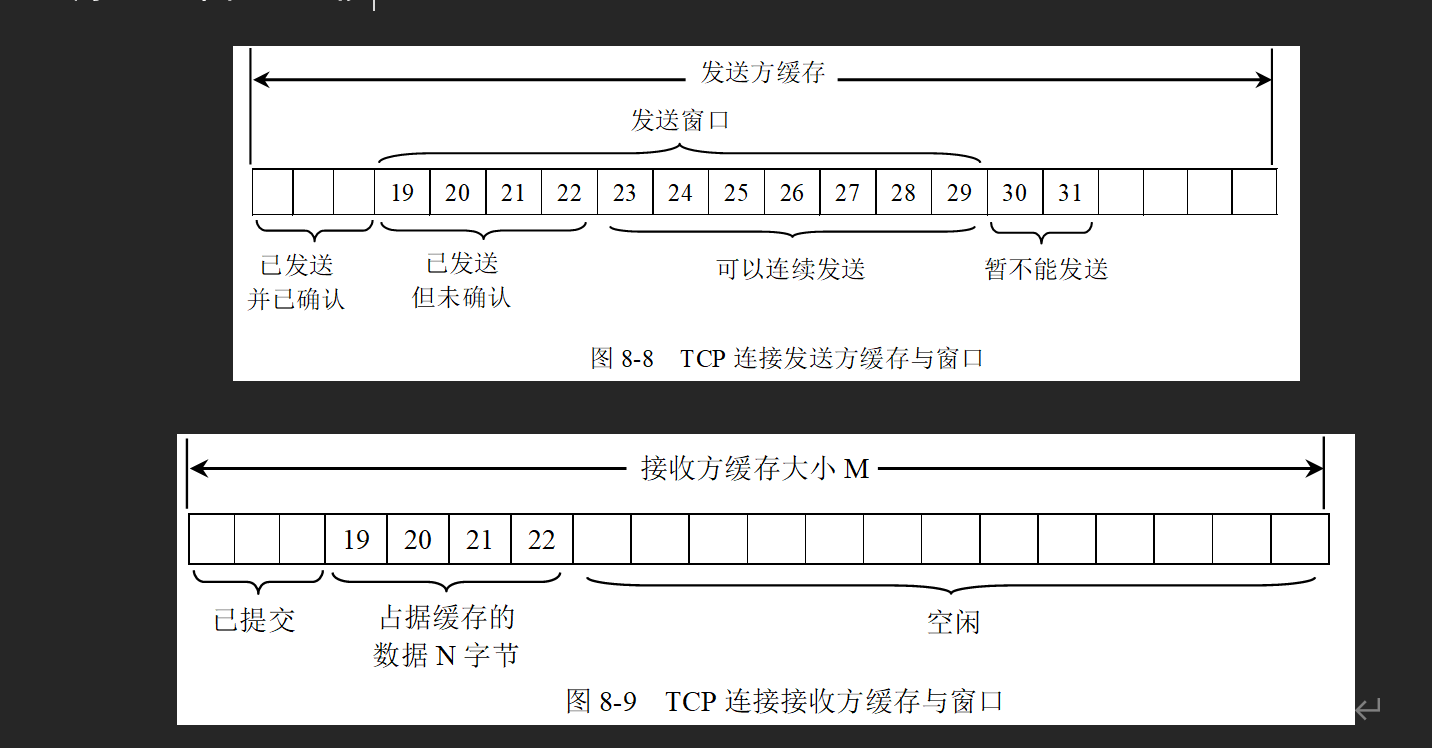 发送方缓存
发送窗口
19 20 21 22 23 24 25 26 27 28 29 30 31
已发送
并已确认
已发送
但未确认
可以连续发送
暂不能发送
图 8-8 TCP 连接发送方缓存与窗口
接收方缓存大小 M
19 20 21 22
已提交
占据缓存的
数据 N 字节
空闲
图 8-9 TCP 连接接收方缓存与窗口